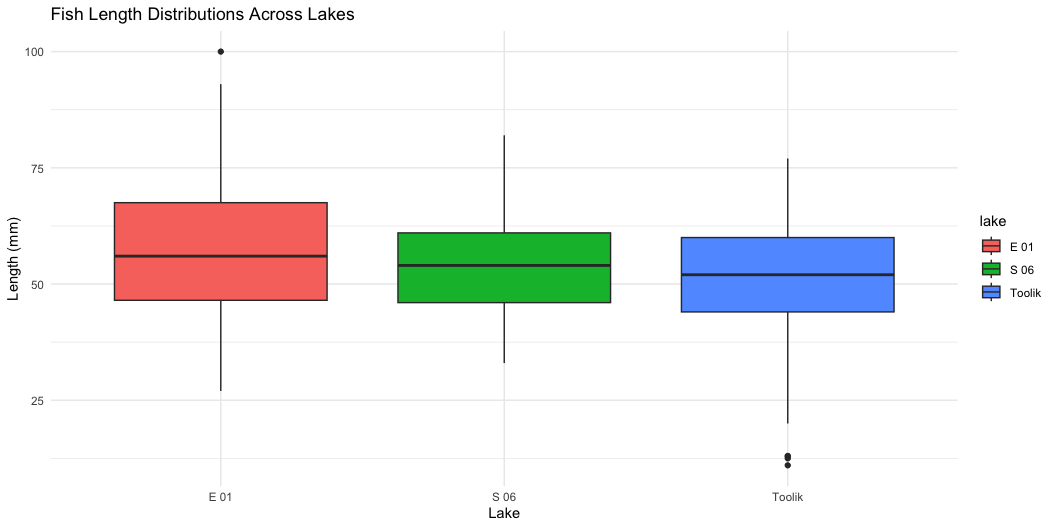 Fish Length Distributions Across Lakes
Length (mm)
100
75
50
25
E 01
S 06
Toolik
Lake
lake
E 01
S 06
Toolik